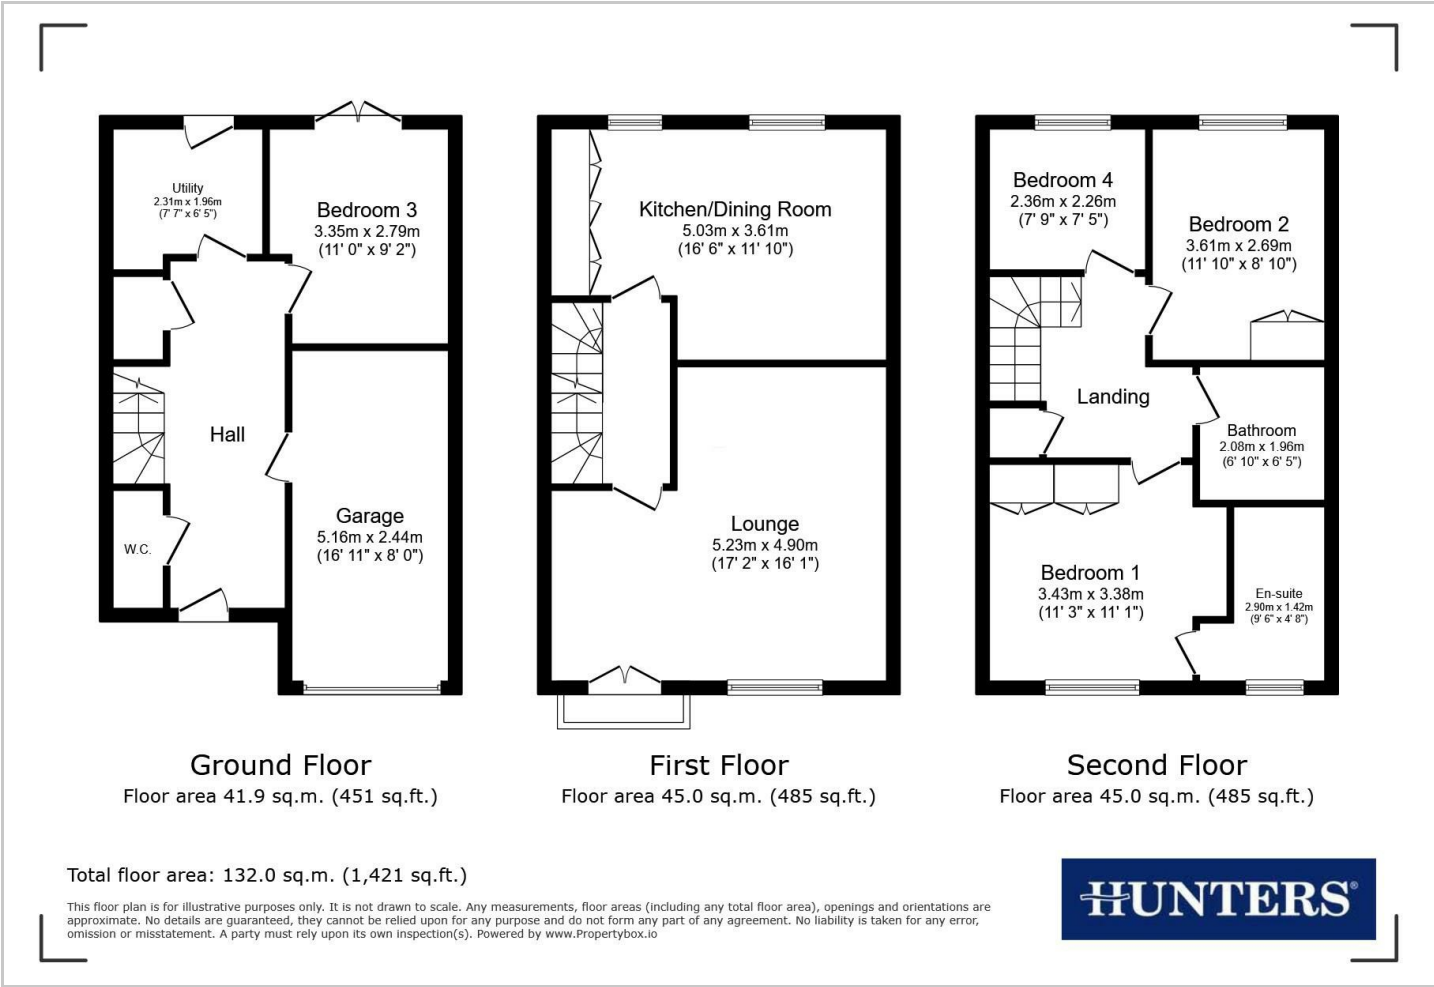 Utility
2.31m x 1.96m
(7' 7" x 6' 5")
Bedroom 3
3.35m x 2.79m
(11' 0" x 9' 2")
Hall
Garage
5.16m x 2.44m
(16' 11" x 8' 0")
W.C.
Kitchen/Dining Room
5.03m x 3.61m
(16' 6" x 11' 10")
Lounge
5.23m x 4.90m
(17' 2" x 16' 1")
Bedroom 4
2.36m x 2.26m
(7' 9" x 7' 5")
Bedroom 2
3.61m x 2.69m
(11' 10" x 8' 10")
Landing
Bathroom
2.08m x 1.96m
(6' 10" x 6' 5")
Bedroom 1
3.43m x 3.38m
(11' 3" x 11' 1")
En-suite
2.90m x 1.42m
(9' 6" x 4' 8")
Ground Floor
Floor area 41.9 sq.m. (451 sq.ft.)
First Floor
Floor area 45.0 sq.m. (485 sq.ft.)
Second Floor
Floor area 45.0 sq.m. (485 sq.ft.)
Total floor area: 132.0 sq.m. (1,421 sq.ft.)
This floor plan is for illustrative purposes only. It is not drawn to scale. Any measurements, floor areas (including any total floor area), openings and orientations are
approximate. No details are guaranteed, they cannot be relied upon for any purpose and do not form any part of any agreement. No liability is taken for any error,
omission or misstatement. A party must rely upon its own inspection(s). Powered by www.Propertybox.io
HUNTERS®